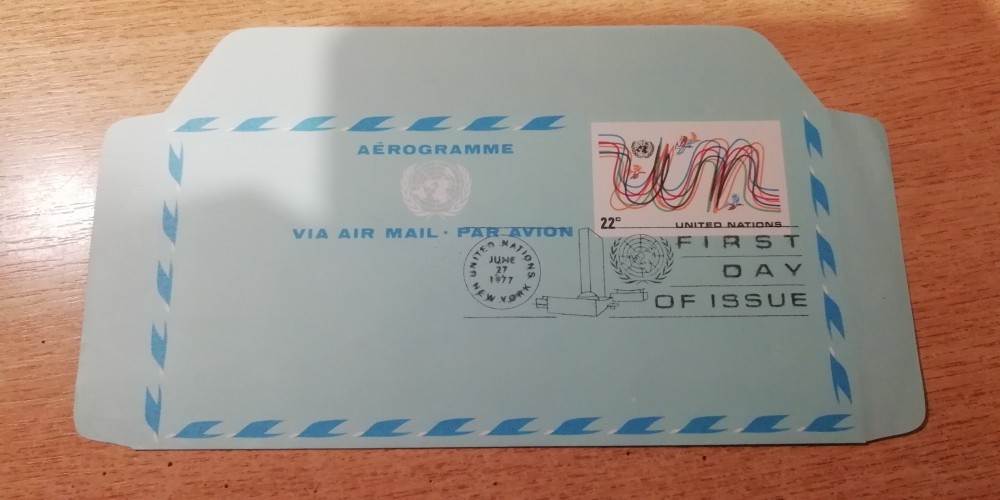 AÉROGRAMME
VIA AIR MAIL · PAR AVION
un
22c
UNITED NATIONS
UNITED NATIONS
JUNE
27
1977
NEW YORK
FIRST
DAY
OF ISSUE